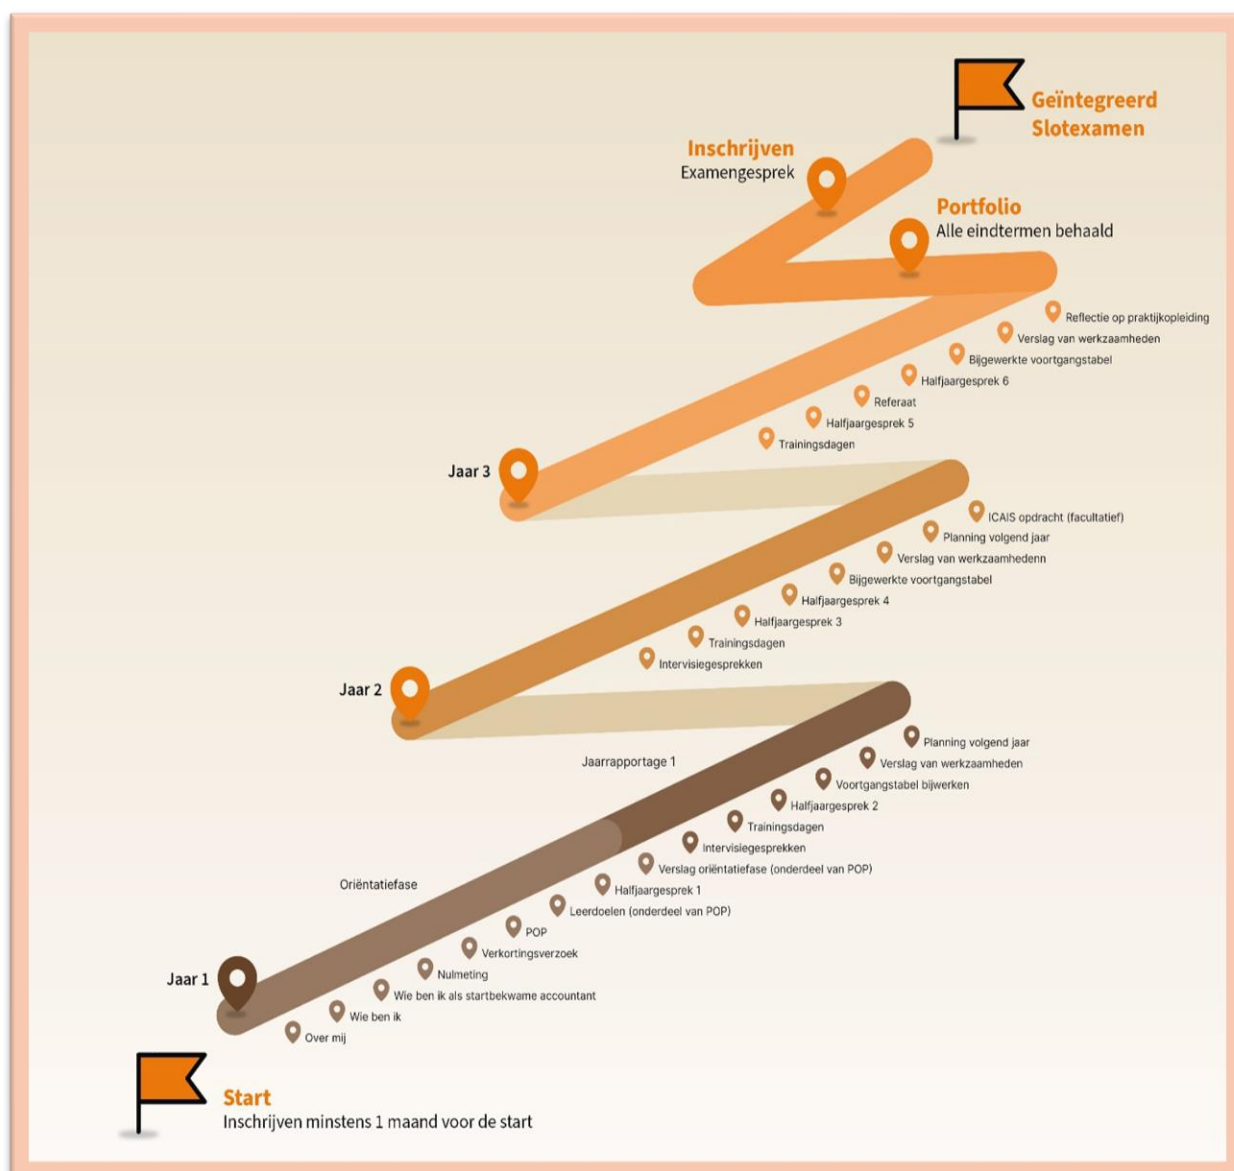 Geïntegreerd
Slotexamen
Inschrijven
Examengesprek
Portfolio
Alle eindtermen behaald
Reflectie op praktijkopleiding
Verslag van werkzaamheden
Bijgewerkte voortgangstabel
Halfjaargesprek 6
Referaat
Halfjaargesprek 5
Trainingsdagen
Jaar 3
ICAIS opdracht (facultatief)
Planning volgend jaar
Verslag van werkzaamhedenn
Bijgewerkte voortgangstabel
Halfjaargesprek 4
Halfjaargesprek 3
Trainingsdagen
Intervisiegesprekken
Jaar 2
Jaarrapportage 1
Planning volgend jaar
Verslag van werkzaamheden
Voortgangstabel bijwerken
Halfjaargesprek 2
Trainingsdagen
Intervisiegesprekken
Verslag oriëntatiefase (onderdeel van POP)
Oriëntatiefase
Halfjaargesprek 1
Leerdoelen (onderdeel van POP)
POP
Verkortingsverzoek
Nulmeting
Jaar 1
Wie ben ik als startbekwame accountant
Wie ben ik
Over mij
Start
Inschrijven minstens 1 maand voor de start